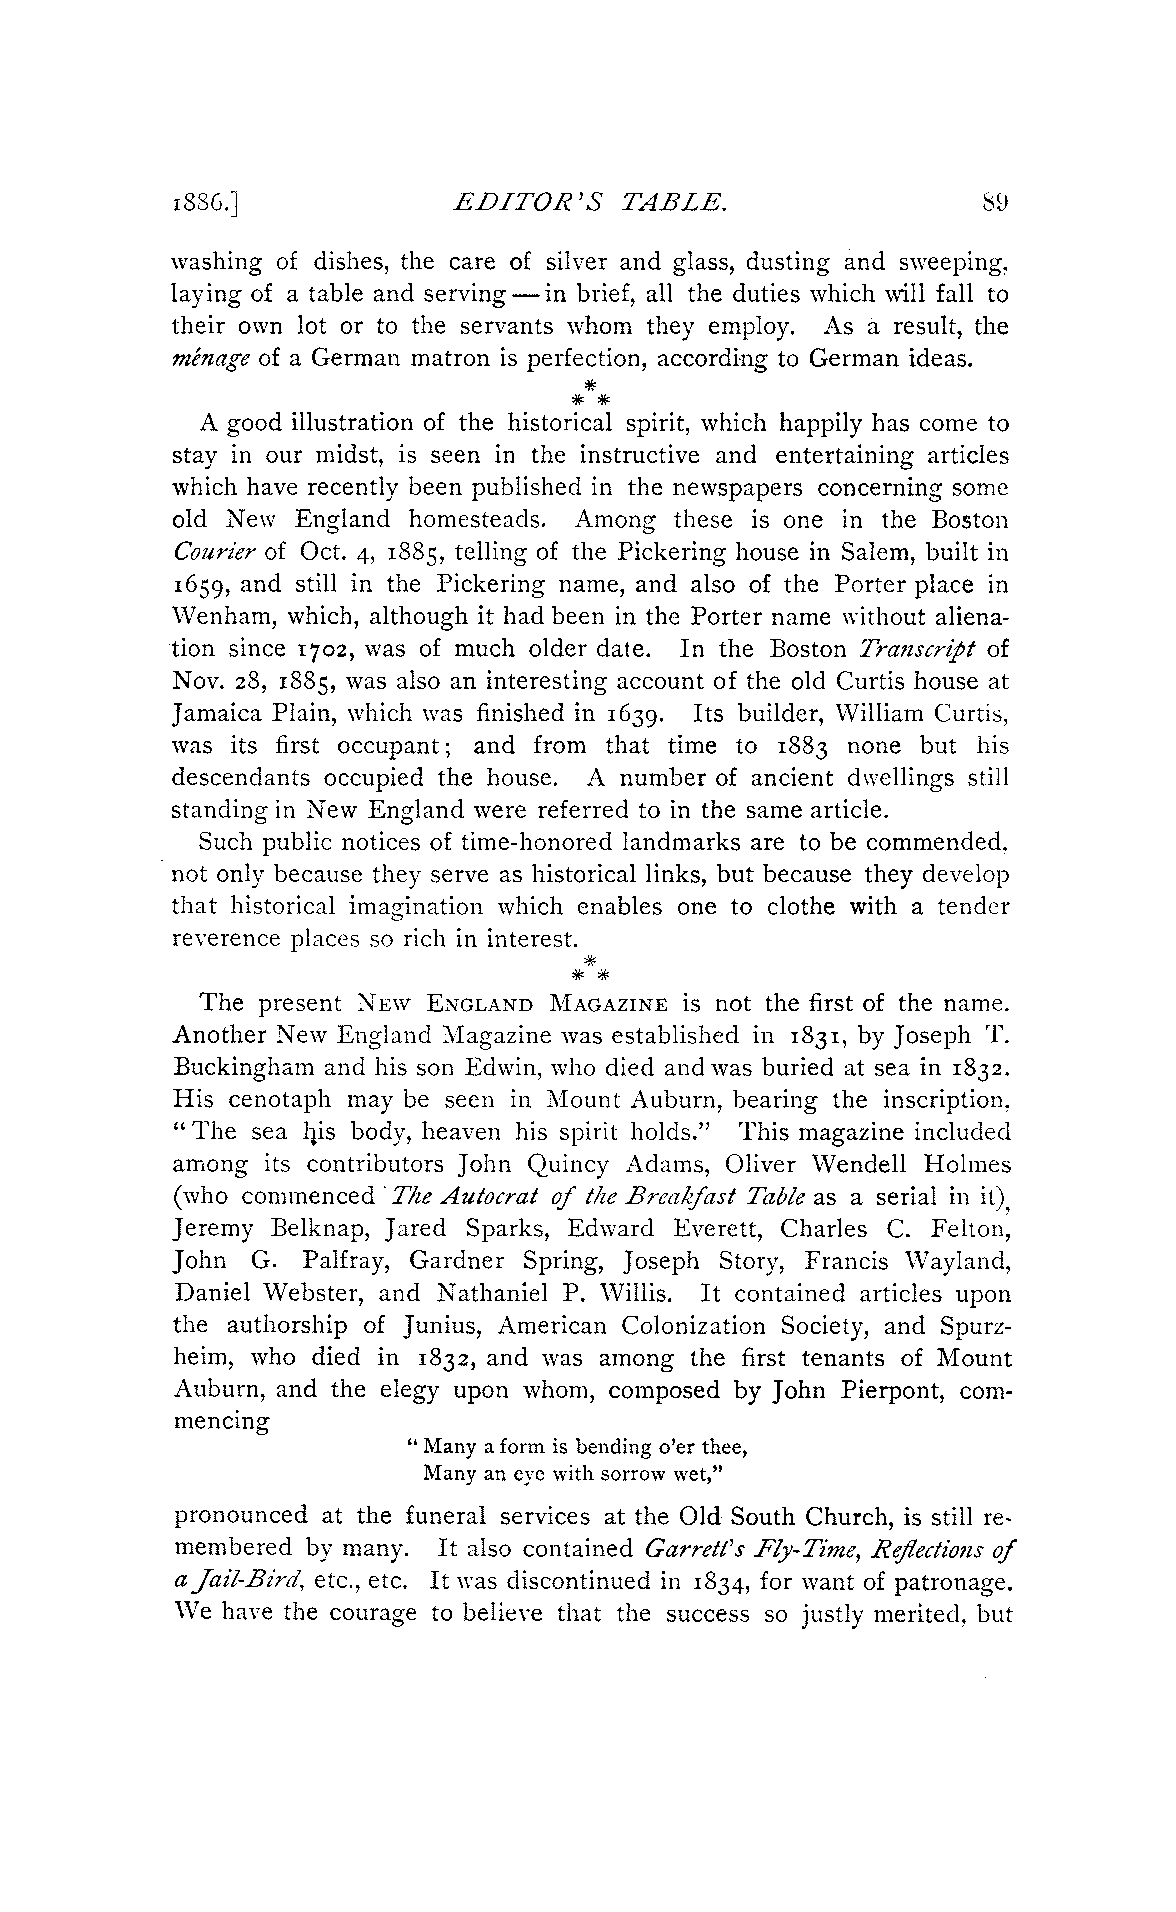 1886.] EDITOR'S TABLE. 89
washing of dishes, the care of silver and glass, dusting and sweeping,
laying of a table and serving — in brief, all the duties which will fall to
their own lot or to the servants whom they employ. As a result, the
ménage of a German matron is perfection, according to German ideas.
*
* *
A good illustration of the historical spirit, which happily has come to
stay in our midst, is seen in the instructive and entertaining articles
which have recently been published in the newspapers concerning some
old New England homesteads. Among these is one in the Boston
Courier of Oct. 4, 1885, telling of the Pickering house in Salem, built in
1659, and still in the Pickering name, and also of the Porter place in
Wenham, which, although it had been in the Porter name without aliena-
tion since 1702, was of much older date. In the Boston Transcript of
Nov. 28, 1885, was also an interesting account of the old Curtis house at
Jamaica Plain, which was finished in 1639. Its builder, William Curtis,
was its first occupant; and from that time to 1883 none but his
descendants occupied the house. A number of ancient dwellings still
standing in New England were referred to in the same article.
Such public notices of time-honored landmarks are to be commended,
not only because they serve as historical links, but because they develop
that historical imagination which enables one to clothe with a tender
reverence places so rich in interest.
*
* *
The present NEW ENGLAND MAGAZINE is not the first of the name.
Another New England Magazine was established in 1831, by Joseph T.
Buckingham and his son Edwin, who died and was buried at sea in 1832.
His cenotaph may be seen in Mount Auburn, bearing the inscription,
"The sea his body, heaven his spirit holds." This magazine included
among its contributors John Quincy Adams, Oliver Wendell Holmes
(who commenced The Autocrat of the Breakfast Table as a serial in it),
Jeremy Belknap, Jared Sparks, Edward Everett, Charles C. Felton,
John G. Palfray, Gardner Spring, Joseph Story, Francis Wayland,
Daniel Webster, and Nathaniel P. Willis. It contained articles upon
the authorship of Junius, American Colonization Society, and Spurz-
heim, who died in 1832, and was among the first tenants of Mount
Auburn, and the elegy upon whom, composed by John Pierpont, com-
mencing
"Many a form is bending o'er thee,
Many an eye with sorrow wet,"
pronounced at the funeral services at the Old South Church, is still re-
membered by many. It also contained Garrett's Fly-Time, Reflections of
a Jail-Bird, etc., etc. It was discontinued in 1834, for want of patronage.
We have the courage to believe that the success so justly merited, but